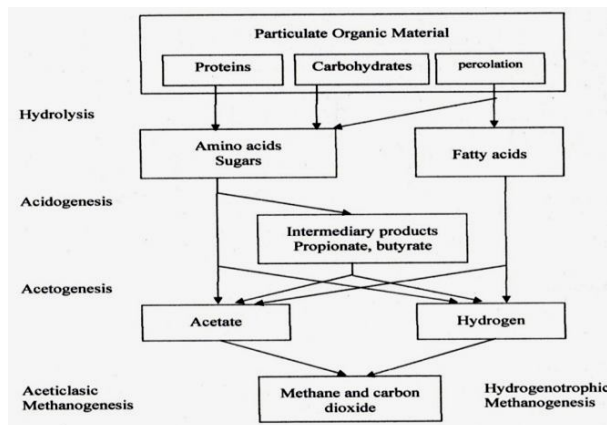 Particulate Organic Material
Proteins
Carbohydrates
percolation
Hydrolysis
Amino acids
Sugars
Fatty acids
Acidogenesis
Intermediary products
Propionate, butyrate
Acetogenesis
Acetate
Hydrogen
Aceticlasic
Methanogenesis
Methane and carbon
dioxide
Hydrogenotrophic
Methanogenesis